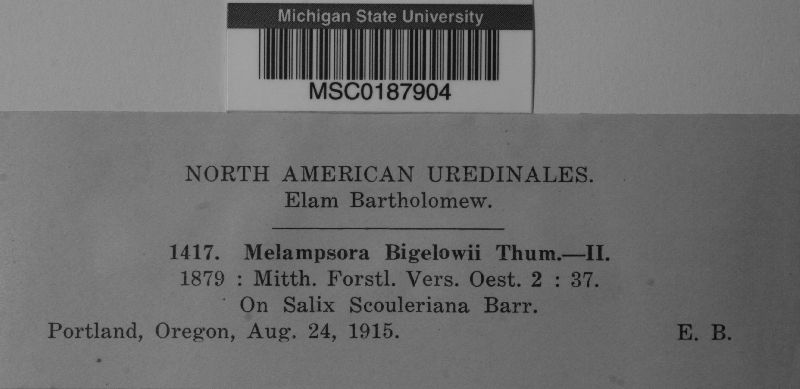 Michigan State University
MSC0187904
NORTH AMERICAN UREDINALES.
Elam Bartholomew.
1417. Melampsora Bigelowii Thum.—II.
1879 : Mitth. Forstl. Vers. Oest. 2 : 37.
On Salix Scouleriana Barr.
Portland, Oregon, Aug. 24, 1915. E. B.